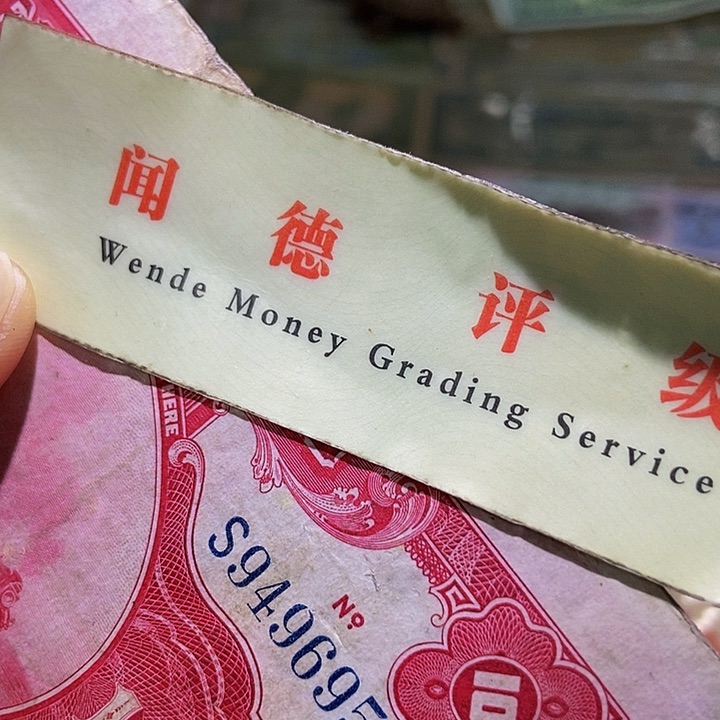 闻德评级
Wende Money Grading Service
Nº
S949695